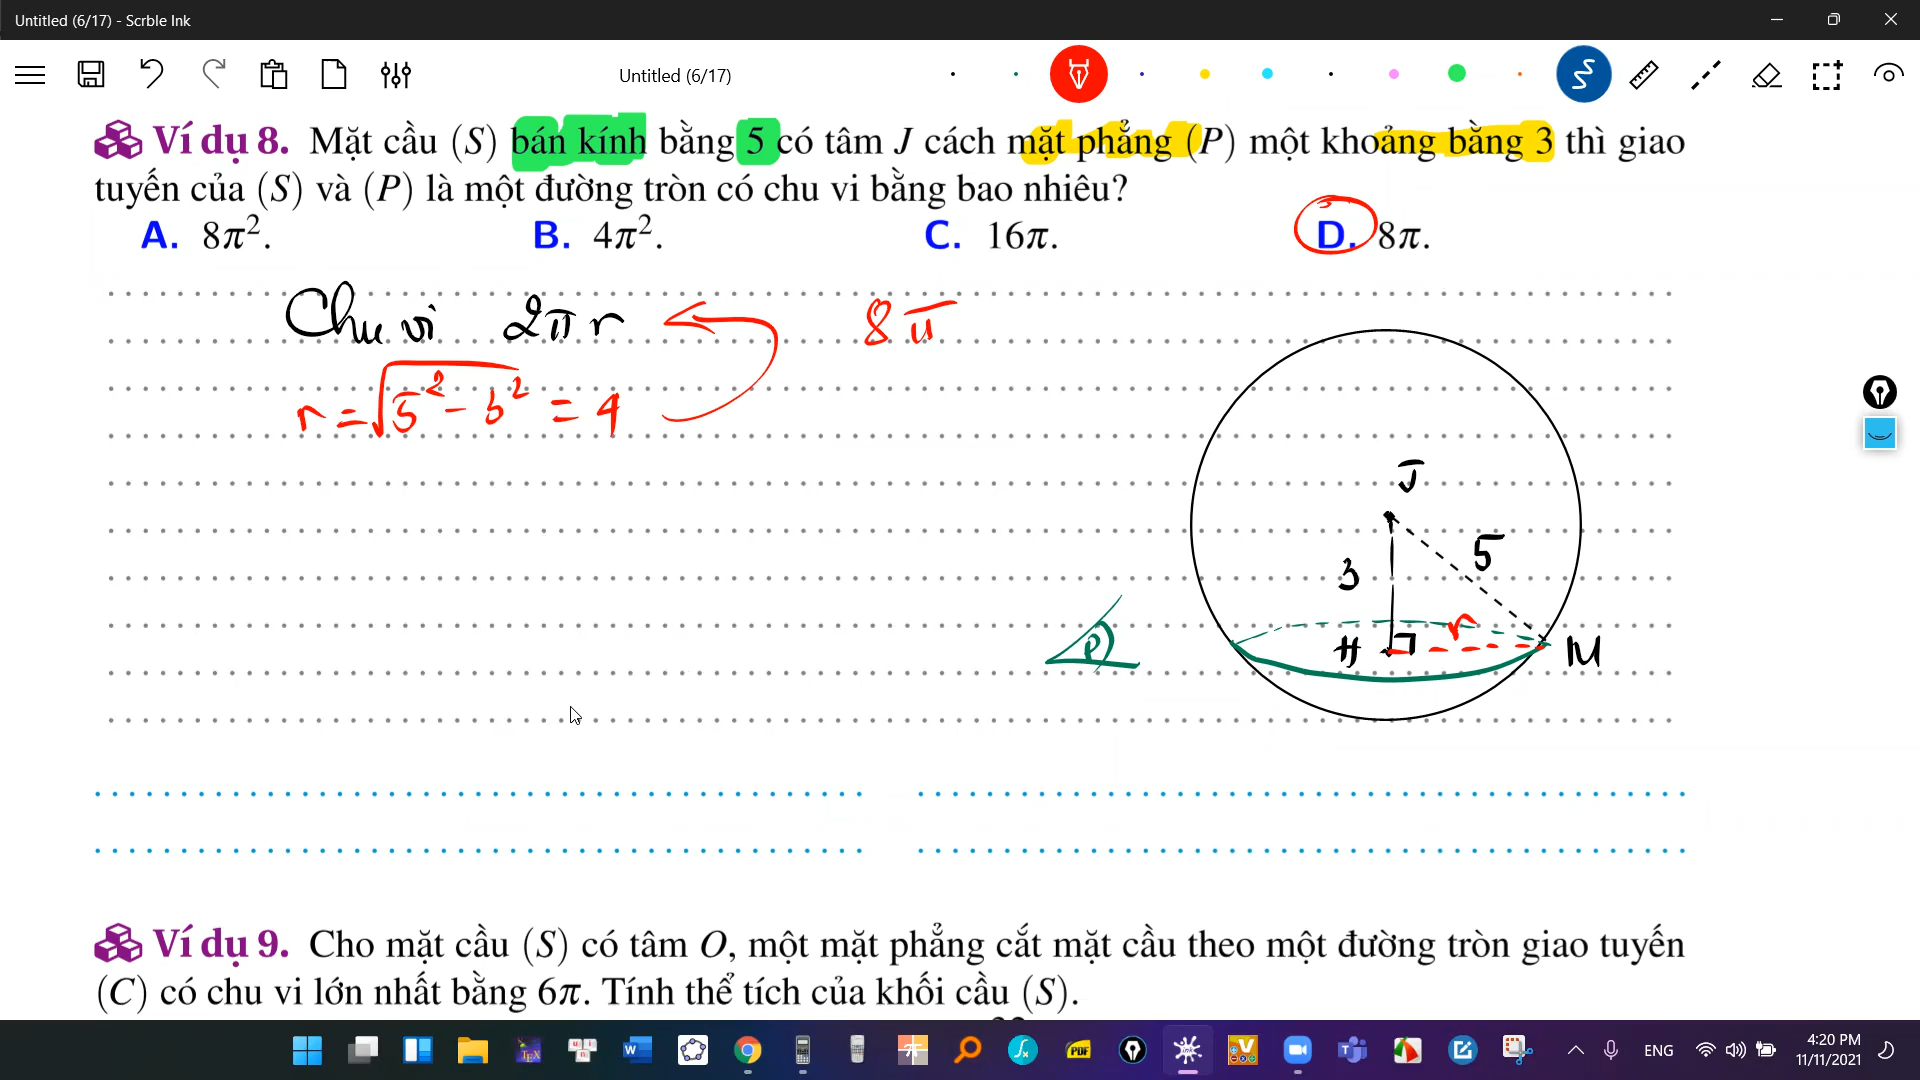 Untitled (6/17) - Scrble Ink
Untitled (6/17)
Ví dụ 8. Mặt cầu (S) bán kính bằng 5 có tâm J cách mặt phẳng (P) một khoảng bằng 3 thì giao
tuyến của (S) và (P) là một đường tròn có chu vi bằng bao nhiêu?
A. 8π². B. 4π². C. 16π. D. 8π.
Chu vi 2πr 8π
r = √5² - 3² = 4
J
5
3
r
(P) H M
Ví dụ 9. Cho mặt cầu (S) có tâm O, một mặt phẳng cắt mặt cầu theo một đường tròn giao tuyến
(C) có chu vi lớn nhất bằng 6π. Tính thể tích của khối cầu (S).
ENG
4:20 PM
11/11/2021